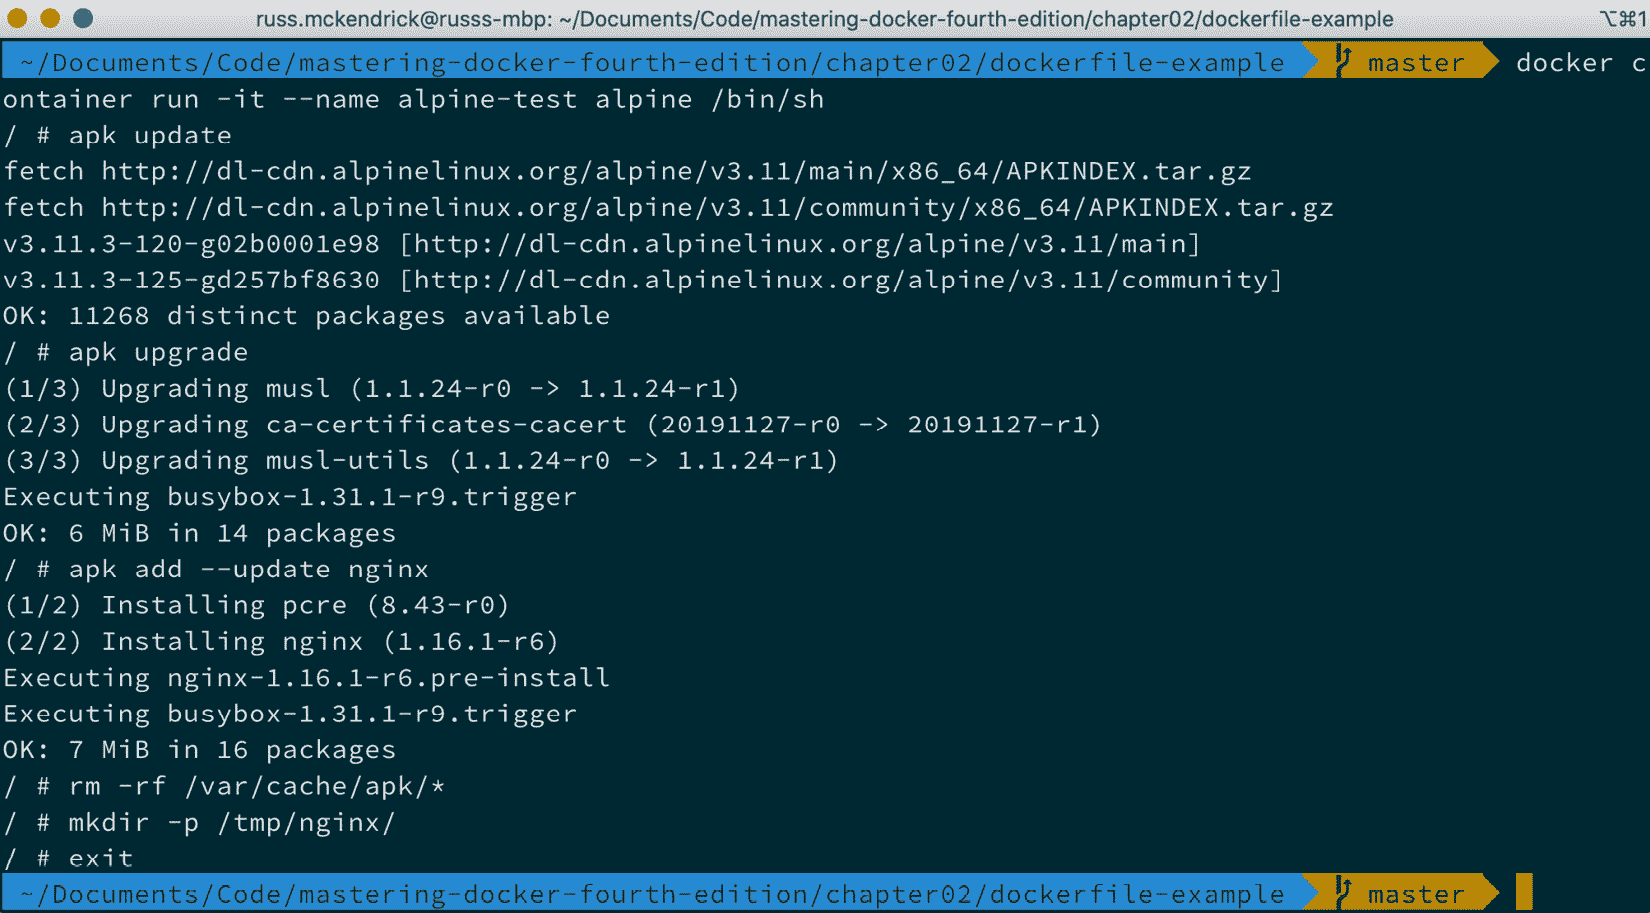 russ.mckendrick@russs-mbp: ~/Documents/Code/mastering-docker-fourth-edition/chapter02/dockerfile-example ⌥⌘1
~/Documents/Code/mastering-docker-fourth-edition/chapter02/dockerfile-example master docker c
ontainer run -it --name alpine-test alpine /bin/sh
/ # apk update
fetch http://dl-cdn.alpinelinux.org/alpine/v3.11/main/x86_64/APKINDEX.tar.gz
fetch http://dl-cdn.alpinelinux.org/alpine/v3.11/community/x86_64/APKINDEX.tar.gz
v3.11.3-120-g02b0001e98 [http://dl-cdn.alpinelinux.org/alpine/v3.11/main]
v3.11.3-125-gd257bf8630 [http://dl-cdn.alpinelinux.org/alpine/v3.11/community]
OK: 11268 distinct packages available
/ # apk upgrade
(1/3) Upgrading musl (1.1.24-r0 -> 1.1.24-r1)
(2/3) Upgrading ca-certificates-cacert (20191127-r0 -> 20191127-r1)
(3/3) Upgrading musl-utils (1.1.24-r0 -> 1.1.24-r1)
Executing busybox-1.31.1-r9.trigger
OK: 6 MiB in 14 packages
/ # apk add --update nginx
(1/2) Installing pcre (8.43-r0)
(2/2) Installing nginx (1.16.1-r6)
Executing nginx-1.16.1-r6.pre-install
Executing busybox-1.31.1-r9.trigger
OK: 7 MiB in 16 packages
/ # rm -rf /var/cache/apk/*
/ # mkdir -p /tmp/nginx/
/ # exit
~/Documents/Code/mastering-docker-fourth-edition/chapter02/dockerfile-example master